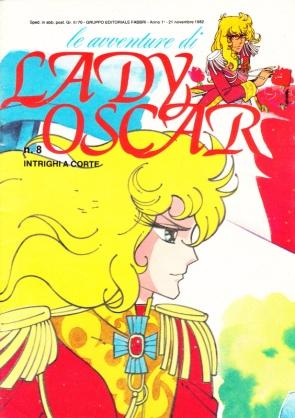 Sped. in abb. post. Gr. II/70 - GRUPPO EDITORIALE FABBRI - Anno 1° - 21 novembre 1982
le avventure di
LADY
OSCAR
n. 8
INTRIGHI A CORTE